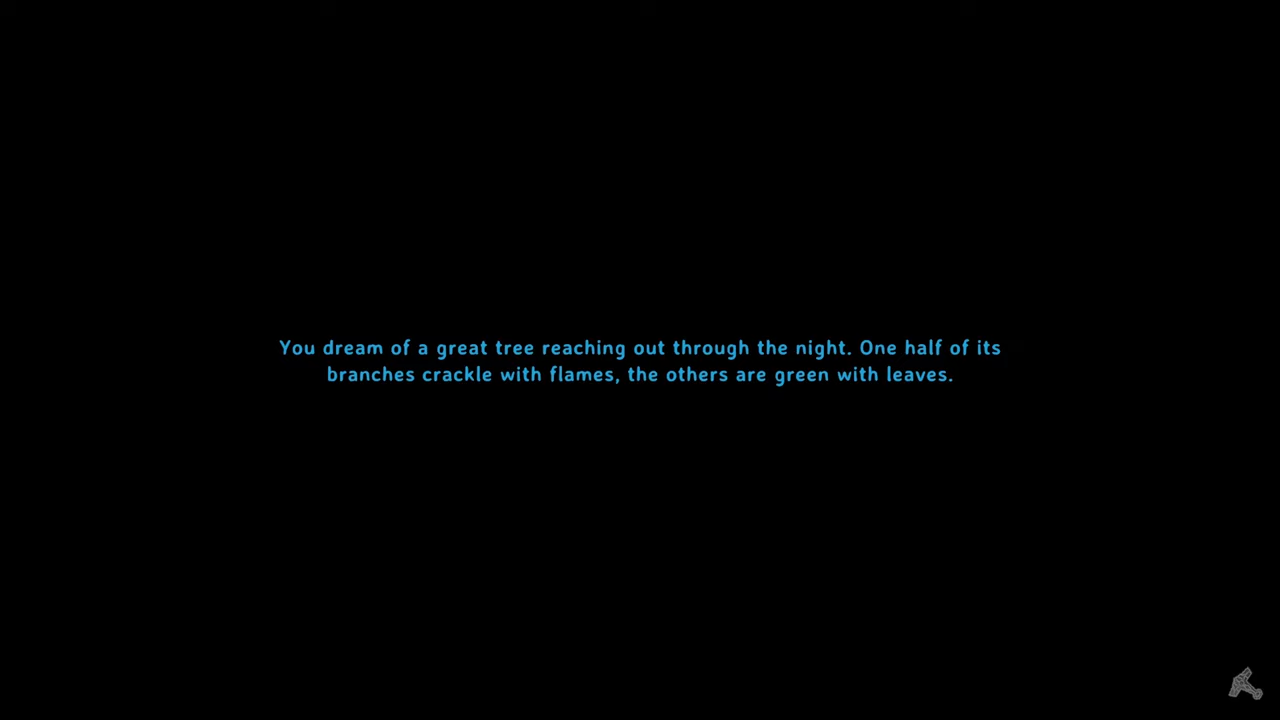 You dream of a great tree reaching out through the night. One half of its
branches crackle with flames, the others are green with leaves.